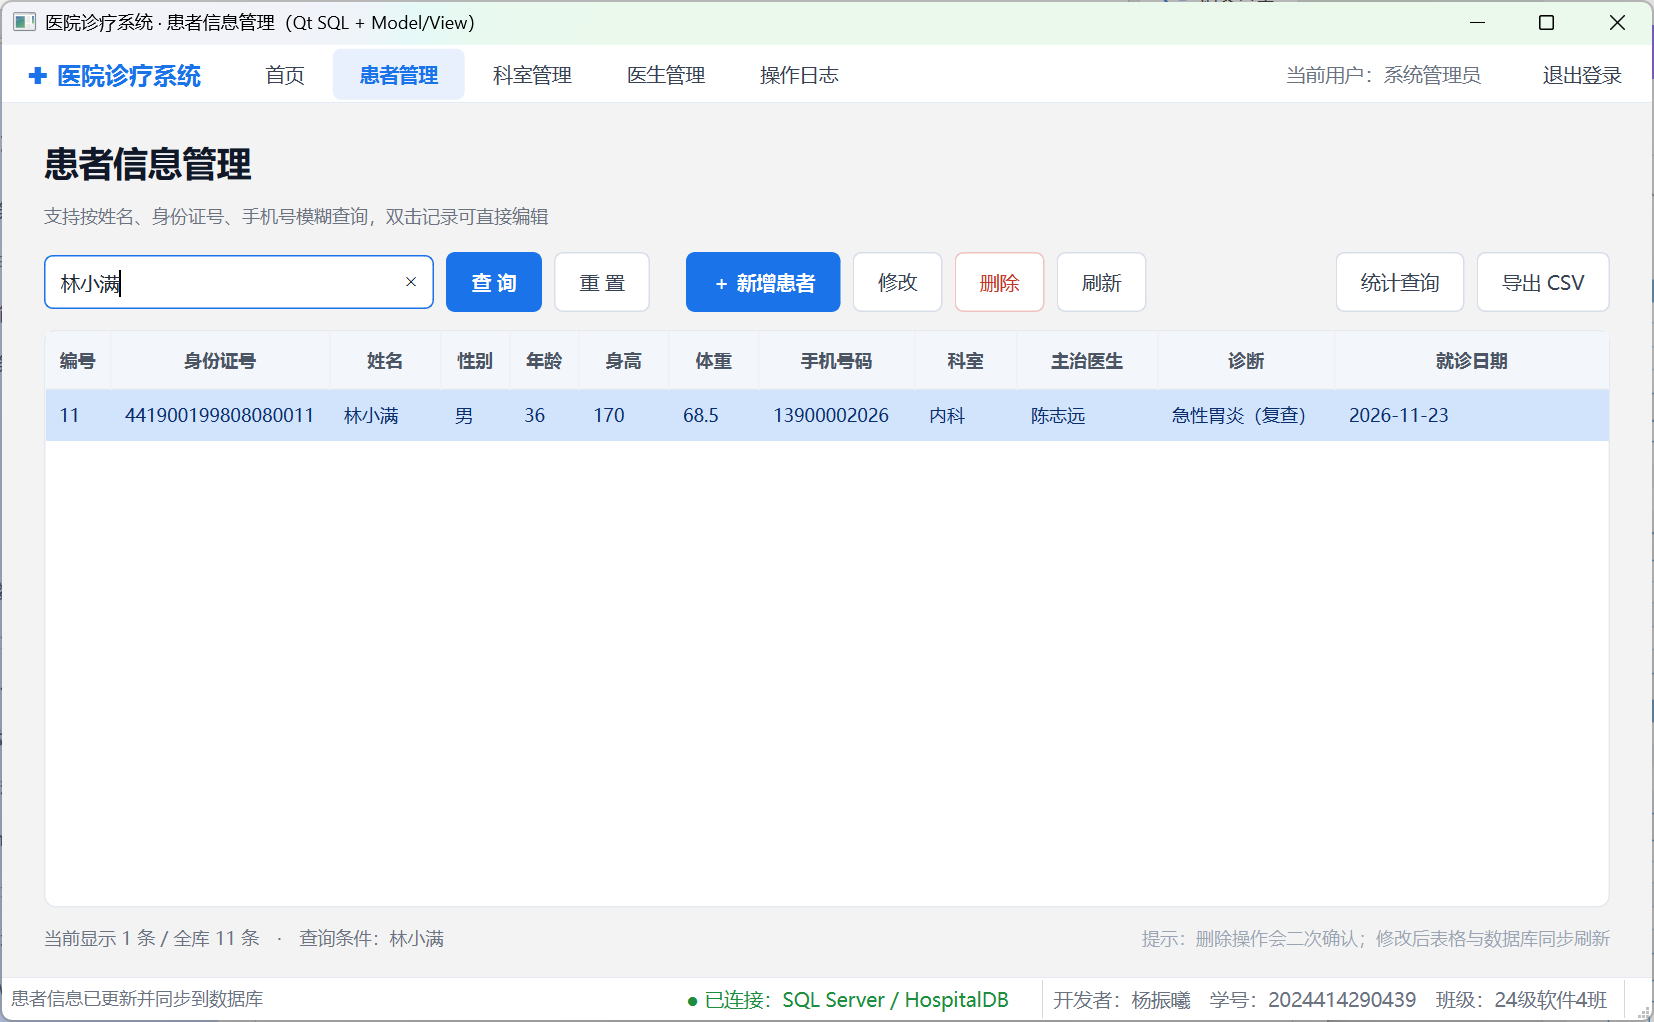 医院诊疗系统 · 患者信息管理（Qt SQL + Model/View）
医院诊疗系统 首页 患者管理 科室管理 医生管理 操作日志 当前用户：系统管理员 退出登录
患者信息管理
支持按姓名、身份证号、手机号模糊查询，双击记录可直接编辑
林小满 × 查 询 重 置 + 新增患者 修改 删除 刷新 统计查询 导出 CSV
编号 身份证号 姓名 性别 年龄 身高 体重 手机号码 科室 主治医生 诊断 就诊日期
11 441900199808080011 林小满 男 36 170 68.5 13900002026 内科 陈志远 急性胃炎（复查） 2026-11-23
当前显示 1 条 / 全库 11 条 · 查询条件：林小满 提示：删除操作会二次确认；修改后表格与数据库同步刷新
患者信息已更新并同步到数据库 ● 已连接：SQL Server / HospitalDB 开发者：杨振曦 学号：2024414290439 班级：24级软件4班